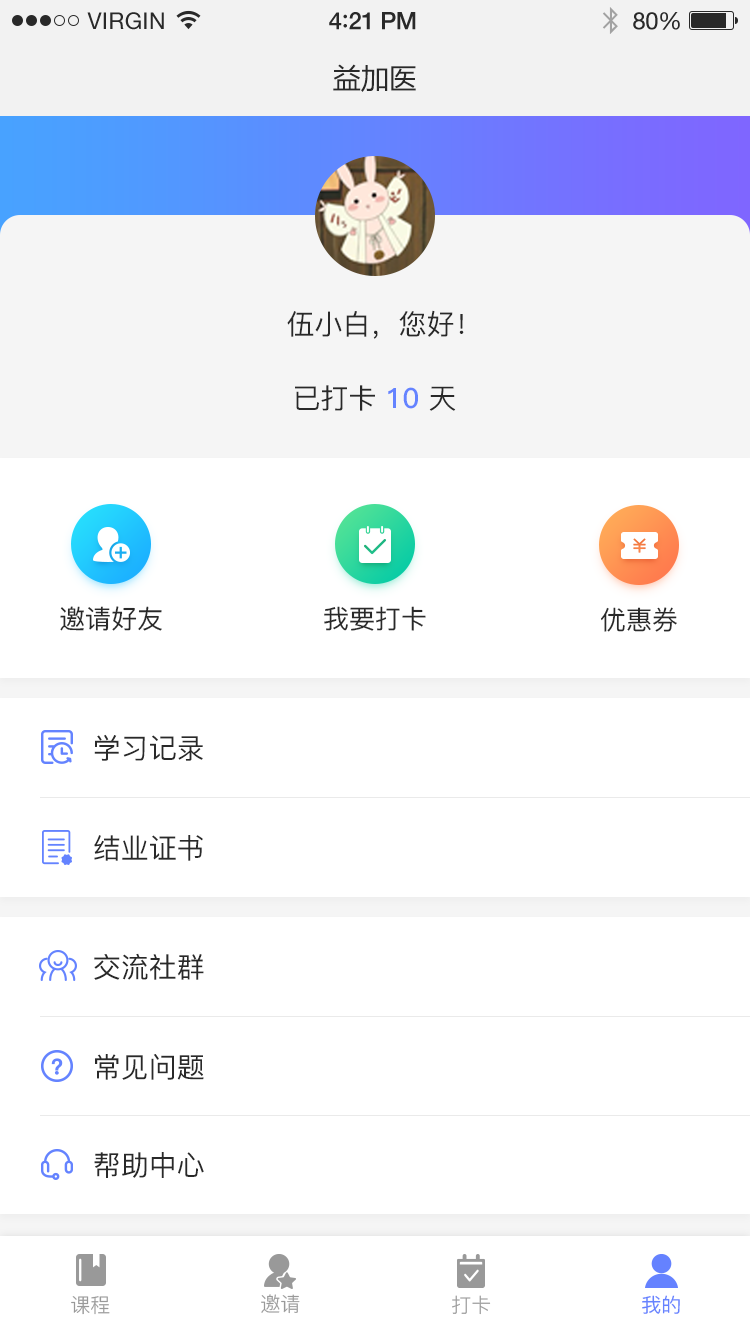 VIRGIN 4:21 PM 80%
益加医
伍小白，您好！
已打卡 10 天
邀请好友 我要打卡 优惠券
学习记录
结业证书
交流社群
常见问题
帮助中心
课程 邀请 打卡 我的